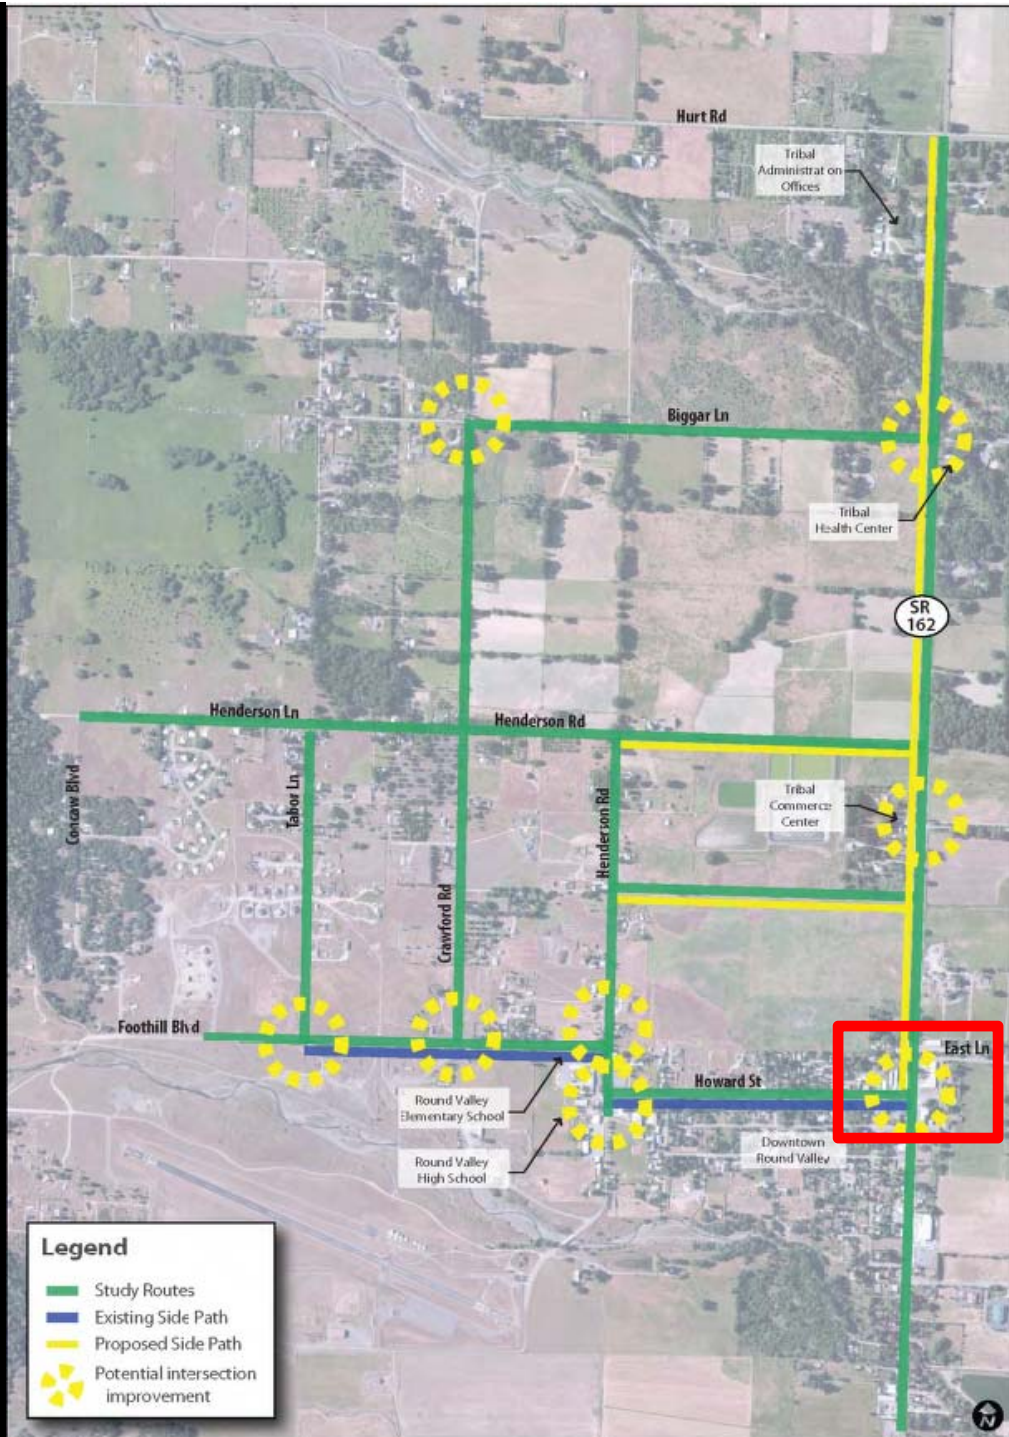 Hurt Rd
Tribal
Administration
Offices
Biggar Ln
Tribal
Health Center
SR
162
Henderson Ln
Henderson Rd
Concaw Blvd
Tabor Ln
Henderson Rd
Tribal
Commerce
Center
Crawford Rd
Foothill Blvd
East Ln
Howard St
Round Valley
Elementary School
Downtown
Round Valley
Round Valley
High School
Legend
Study Routes
Existing Side Path
Proposed Side Path
Potential intersection
improvement
N